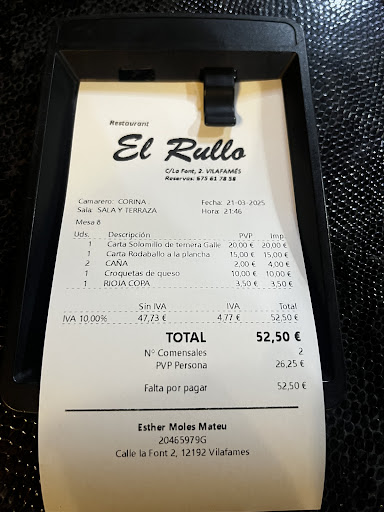 Restaurant
El Rullo
C/La Font, 2. VILAFAMÉS
Reservas: 675 61 78 58
Camarero: CORINA Fecha: 21-03-2025
Sala: SALA Y TERRAZA Hora: 21:46
Mesa 8
Uds. Descripción PVP Imp.
1 Carta Solomillo de ternera Galle 20,00 € 20,00 €
1 Carta Rodaballo a la plancha 15,00 € 15,00 €
2 CAÑA 2,00 € 4,00 €
1 Croquetas de queso 10,00 € 10,00 €
1 RIOJA COPA 3,50 € 3,50 €
Sin IVA IVA Total
IVA 10,00% 47,73 € 4,77 € 52,50 €
TOTAL 52,50 €
Nº Comensales 2
PVP Persona 26,25 €
Falta por pagar 52,50 €
Esther Moles Mateu
20465979G
Calle la Font 2, 12192 Vilafames